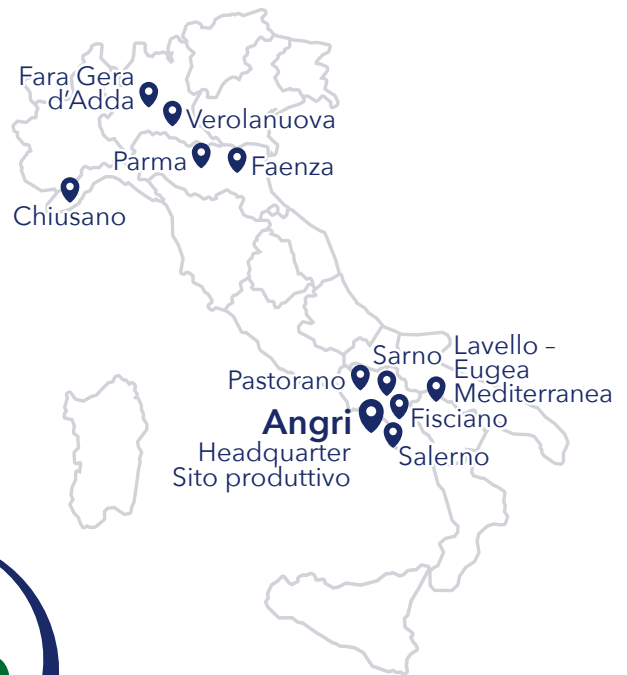 Fara Gera
d'Adda
Verolanuova
Parma
Faenza
Chiusano
Sarno
Lavello –
Eugea
Mediterranea
Pastorano
Angri
Fisciano
Headquarter
Salerno
Sito produttivo